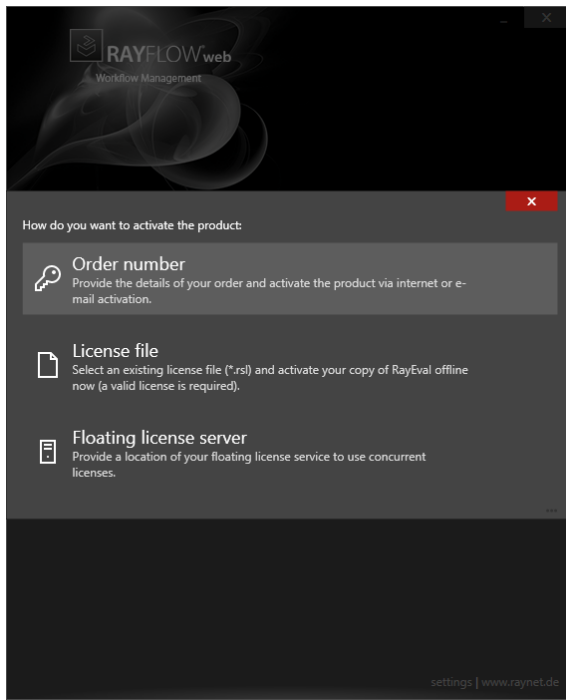 RAYFLOW web
Workflow Management
How do you want to activate the product:
Order number
Provide the details of your order and activate the product via internet or e-
mail activation.
License file
Select an existing license file (*.rsl) and activate your copy of RayEval offline
now (a valid license is required).
Floating license server
Provide a location of your floating license service to use concurrent
licenses.
...
settings | www.raynet.de